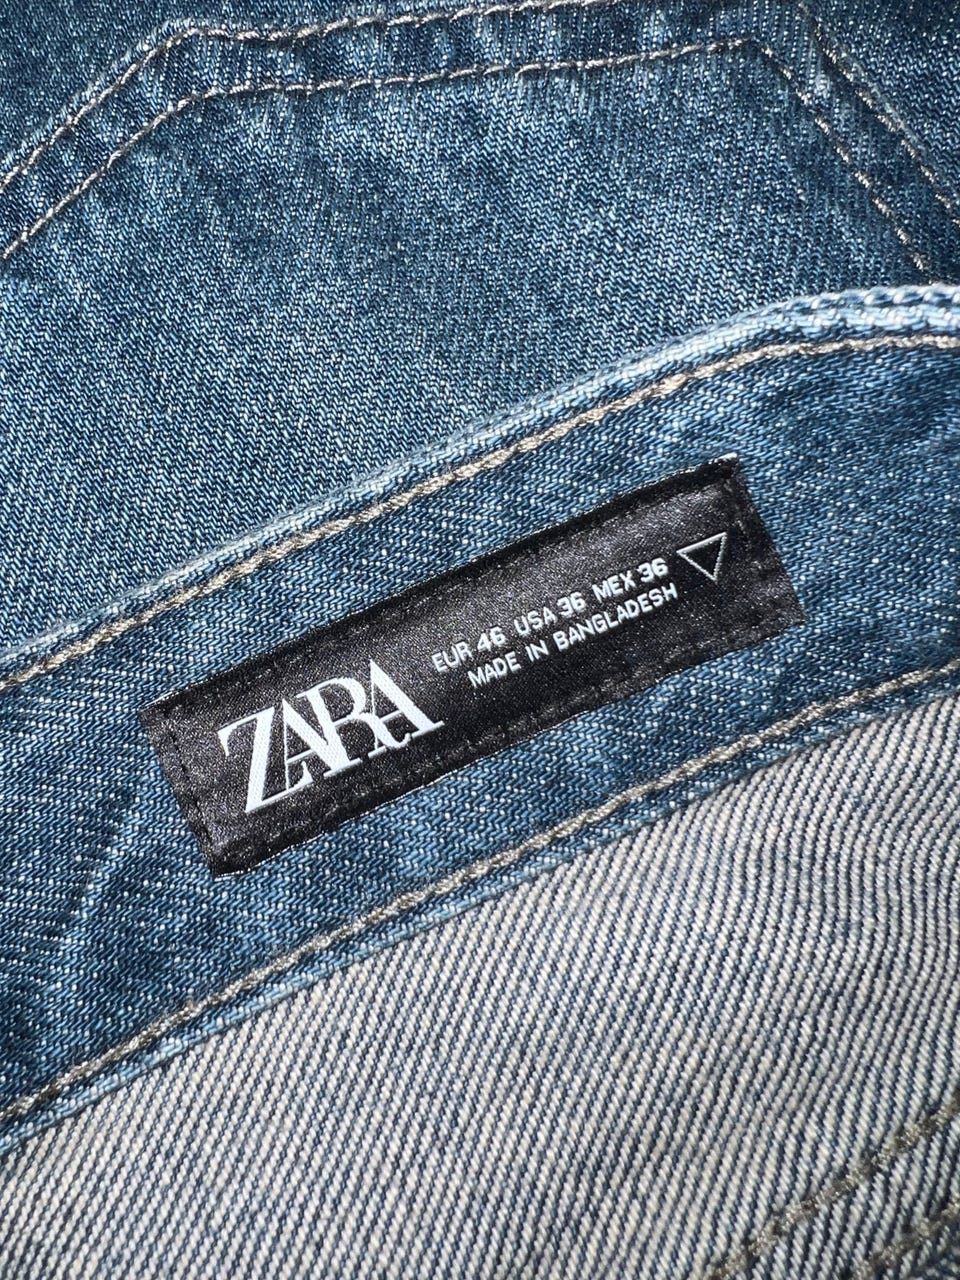 ZARA
EUR 46 USA 36 MEX 36
MADE IN BANGLADESH